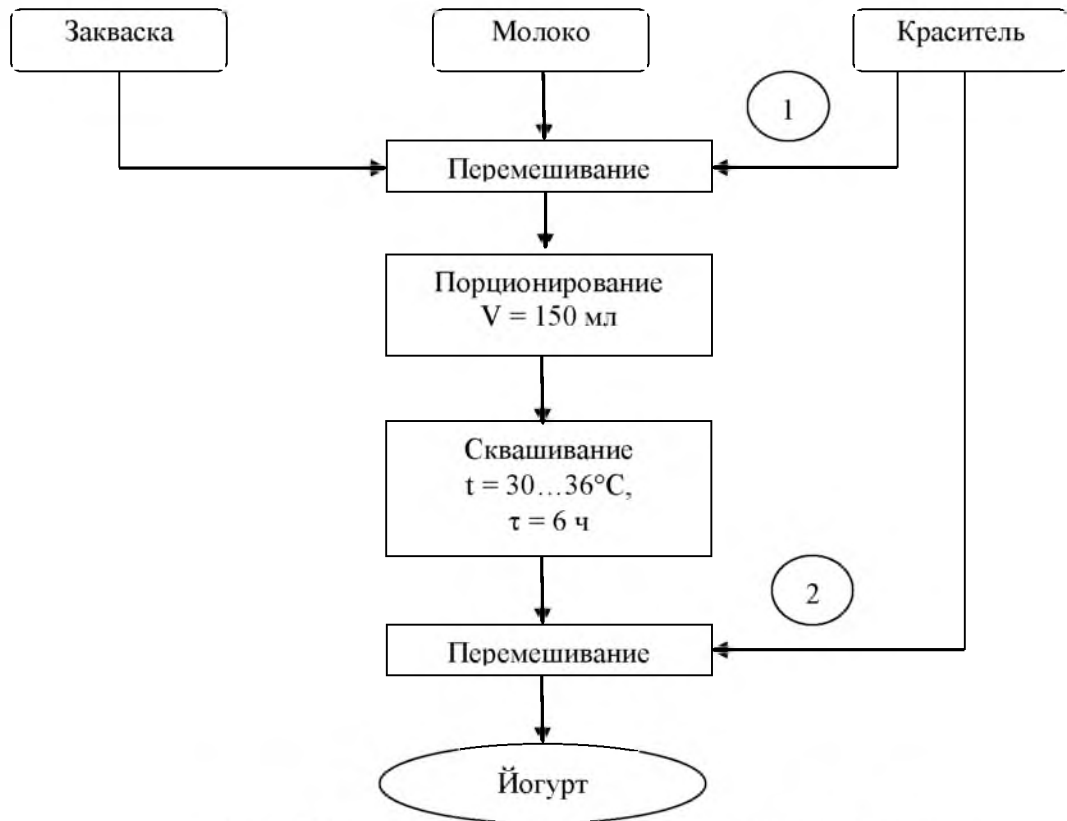 Закваска
Молоко
Краситель
1
Перемешивание
Порционирование
V = 150 мл
Сквашивание
t = 30…36°C,
τ = 6 ч
2
Перемешивание
Йогурт